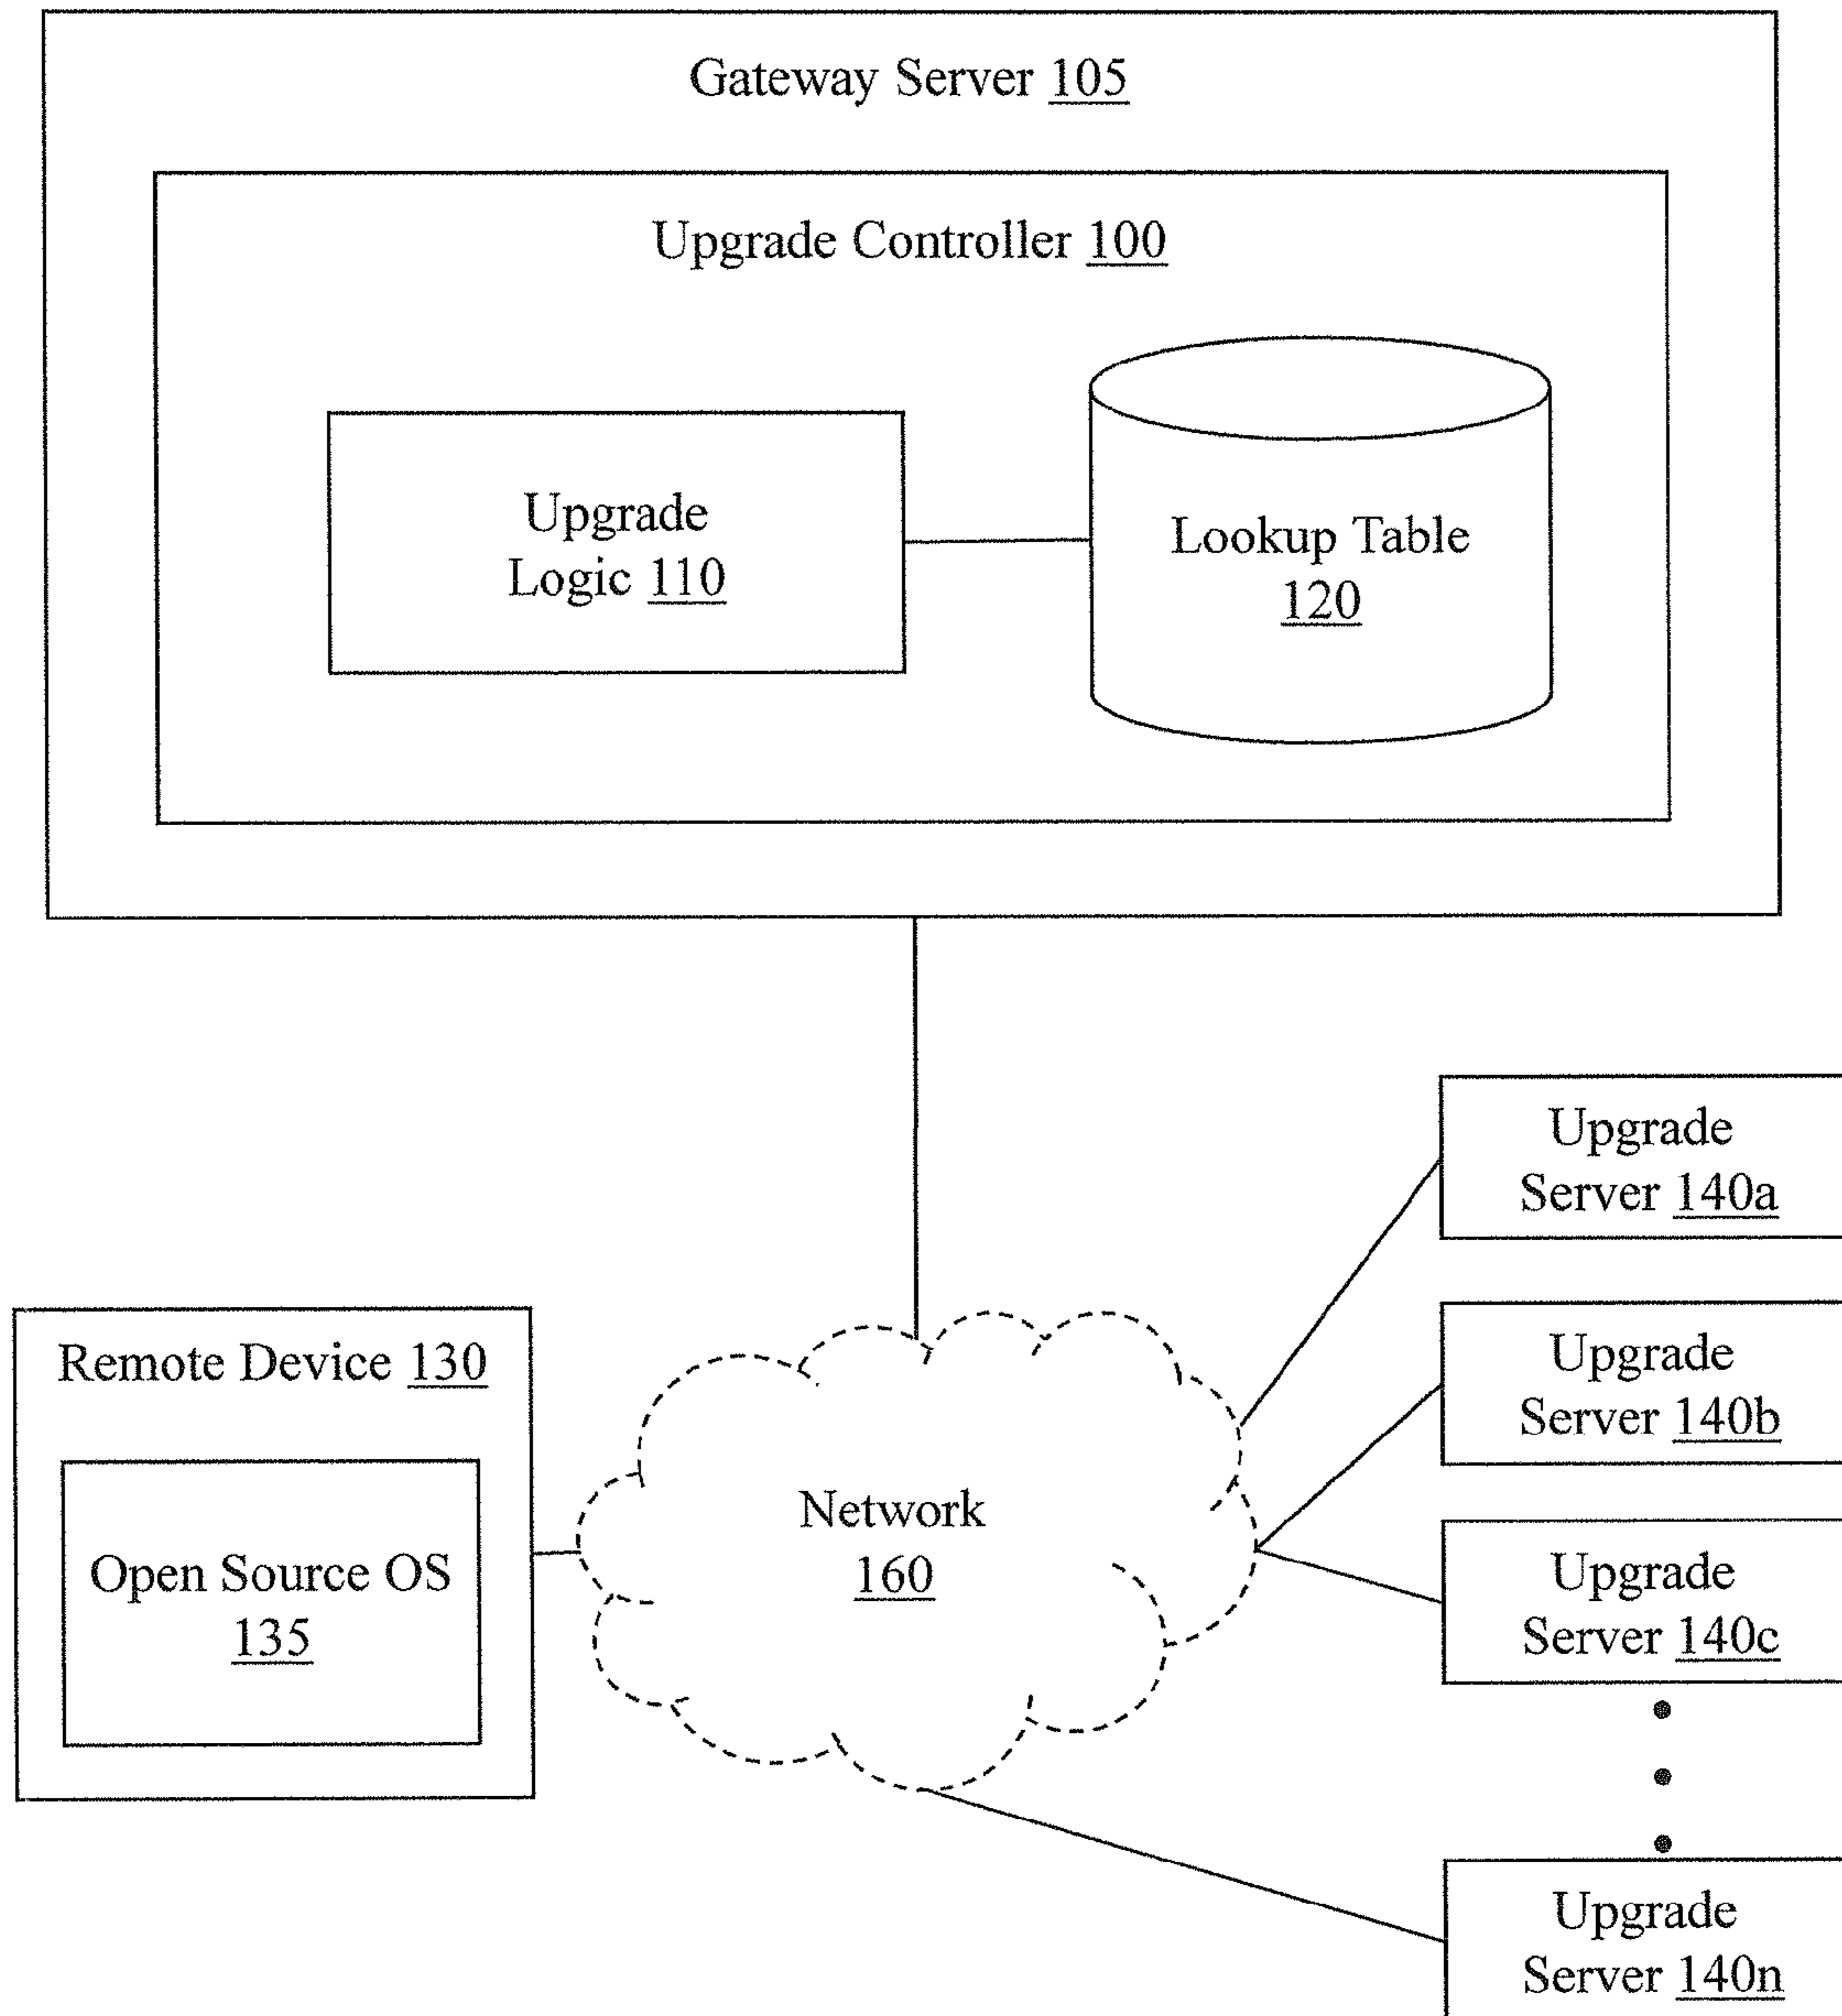 Gateway Server 105
Upgrade Controller 100
Upgrade
Logic 110
Lookup Table
120
Upgrade
Server 140a
Remote Device 130
Open Source OS
135
Network
160
Upgrade
Server 140b
Upgrade
Server 140c
Upgrade
Server 140n